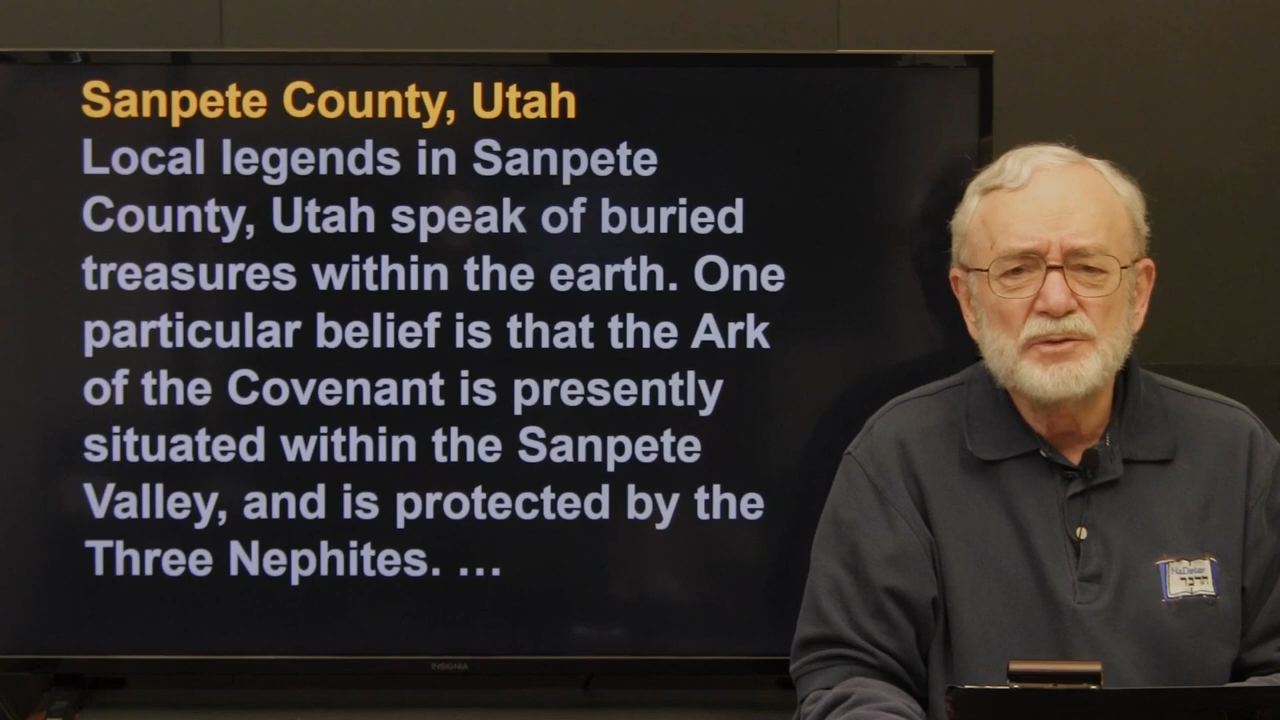 Sanpete County, Utah
Local legends in Sanpete
County, Utah speak of buried
treasures within the earth. One
particular belief is that the Ark
of the Covenant is presently
situated within the Sanpete
Valley, and is protected by the
Three Nephites. …
INSIGNIA
HaDavar
הדבר